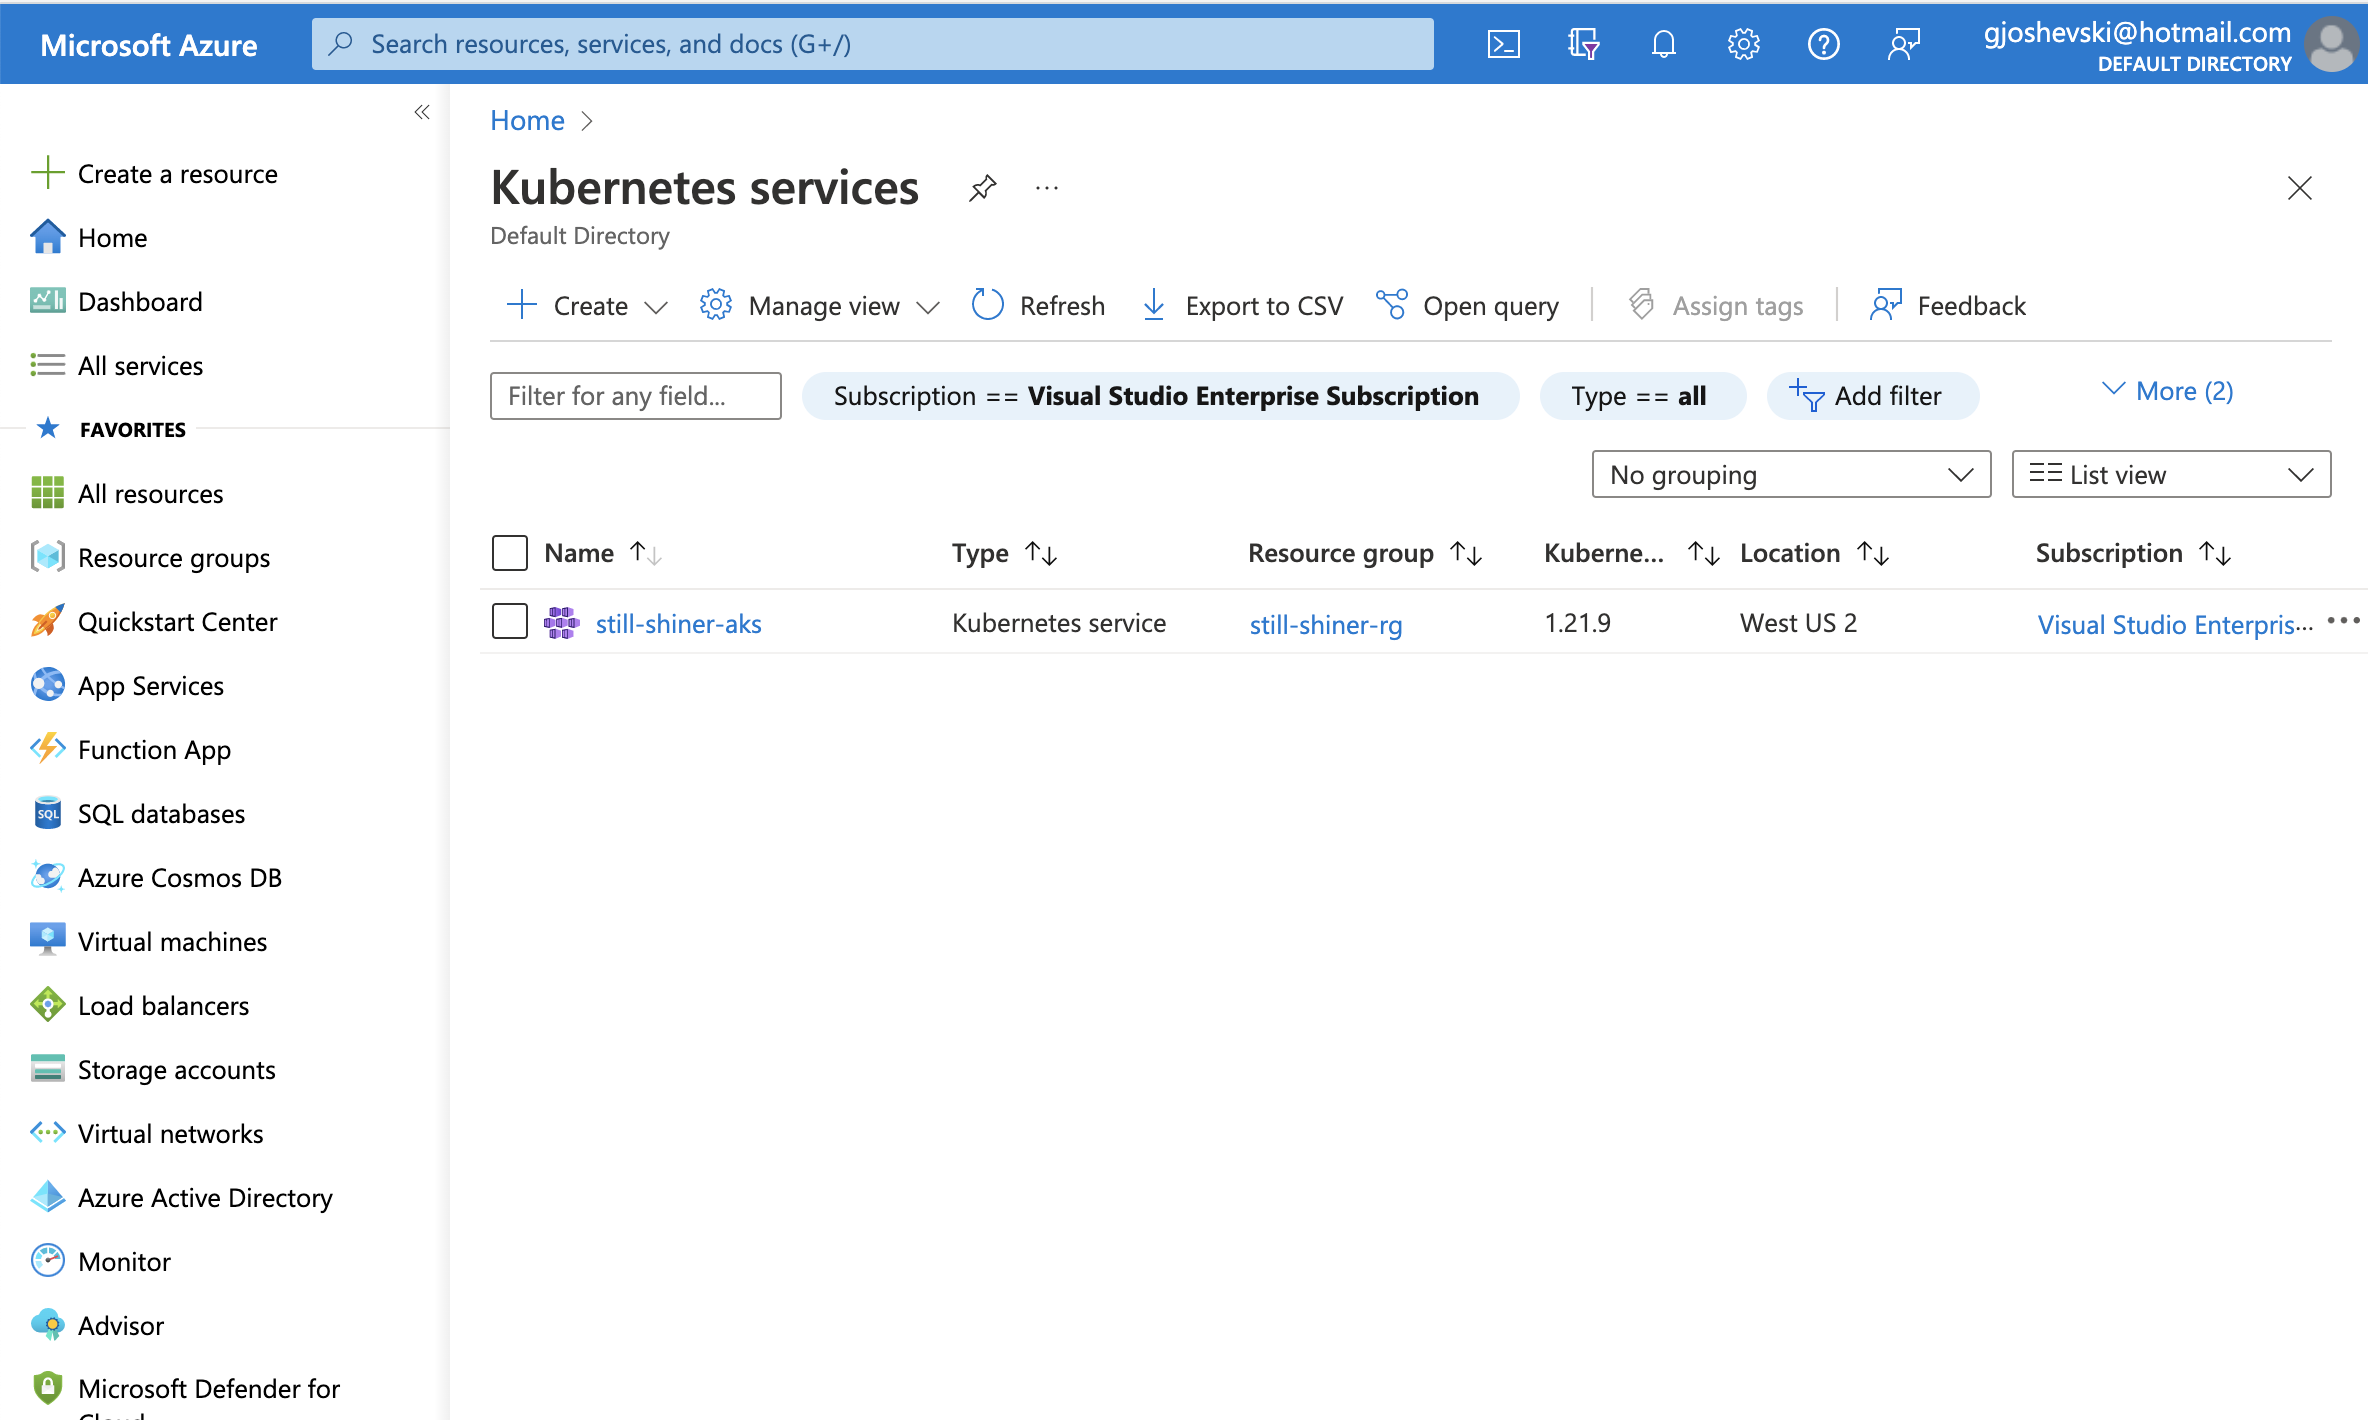 Microsoft Azure
Search resources, services, and docs (G+/)
gjoshevski@hotmail.com
DEFAULT DIRECTORY
Create a resource
Home
Dashboard
All services
FAVORITES
All resources
Resource groups
Quickstart Center
App Services
Function App
SQL databases
SQL
Azure Cosmos DB
Virtual machines
Load balancers
Storage accounts
Virtual networks
Azure Active Directory
Monitor
Advisor
Microsoft Defender for
Cloud
Home
Kubernetes services
Default Directory
Create Manage view Refresh Export to CSV Open query Assign tags Feedback
Filter for any field... Subscription == Visual Studio Enterprise Subscription Type == all Add filter More (2)
No grouping List view
Name Type Resource group Kuberne... Location Subscription
still-shiner-aks Kubernetes service still-shiner-rg 1.21.9 West US 2 Visual Studio Enterpris...